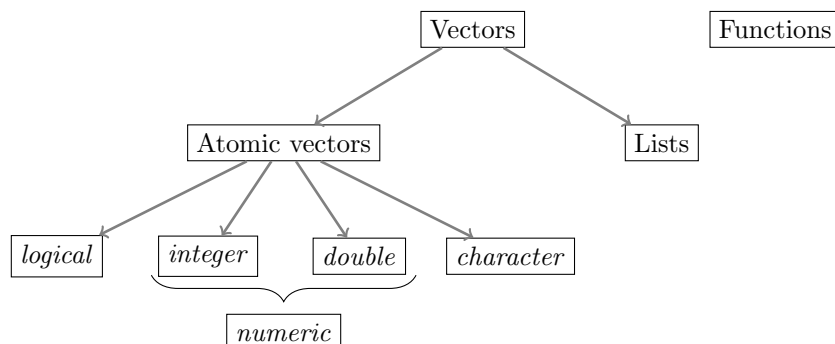 Vectors
Functions
Atomic vectors
Lists
logical
integer
double
character
numeric